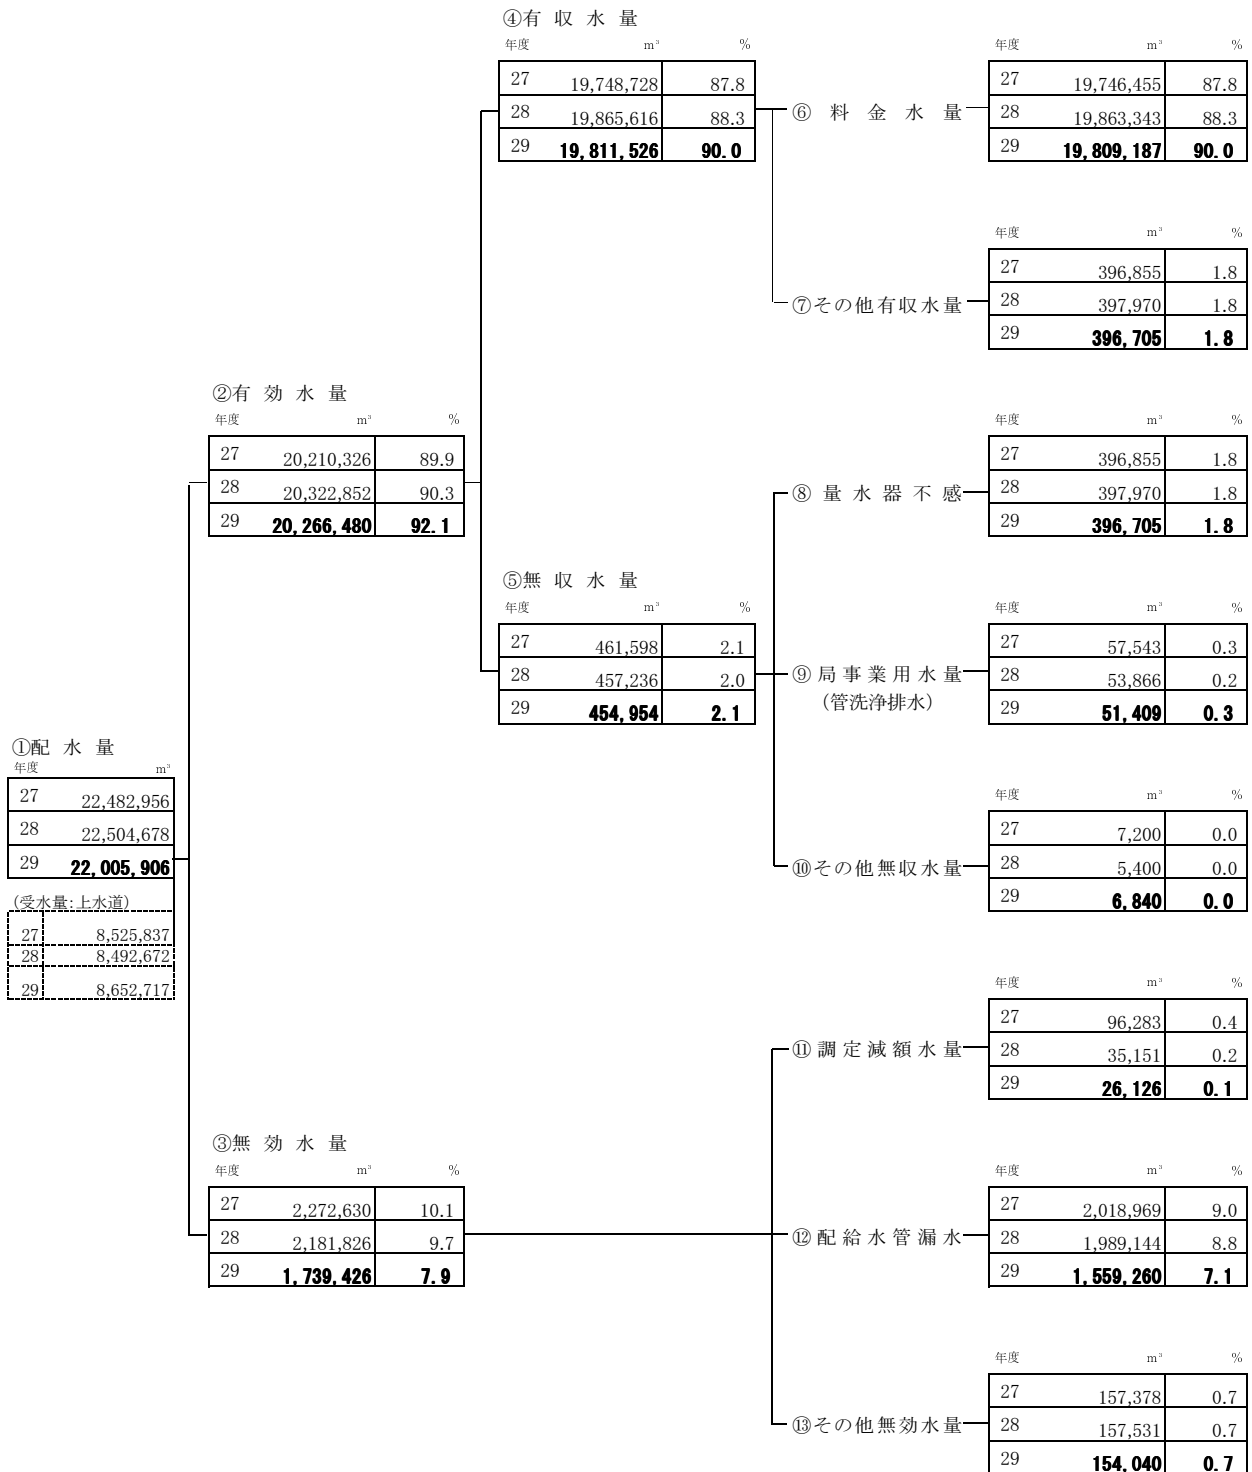 ④有 収 水 量
年度 m³ %
27 19,748,728 87.8
28 19,865,616 88.3
29 19,811,526 90.0
⑥ 料 金 水 量
年度 m³ %
27 19,746,455 87.8
28 19,863,343 88.3
29 19,809,187 90.0
⑦その他有収水量
年度 m³ %
27 396,855 1.8
28 397,970 1.8
29 396,705 1.8
②有 効 水 量
年度 m³ %
27 20,210,326 89.9
28 20,322,852 90.3
29 20,266,480 92.1
⑧ 量 水 器 不 感
年度 m³ %
27 396,855 1.8
28 397,970 1.8
29 396,705 1.8
⑤無 収 水 量
年度 m³ %
27 461,598 2.1
28 457,236 2.0
29 454,954 2.1
⑨ 局 事 業 用 水 量
(管洗浄排水)
年度 m³ %
27 57,543 0.3
28 53,866 0.2
29 51,409 0.3
①配 水 量
年度 m³
27 22,482,956
28 22,504,678
29 22,005,906
(受水量:上水道)
27 8,525,837
28 8,492,672
29 8,652,717
⑩その他無収水量
年度 m³ %
27 7,200 0.0
28 5,400 0.0
29 6,840 0.0
⑪ 調 定 減 額 水 量
年度 m³ %
27 96,283 0.4
28 35,151 0.2
29 26,126 0.1
③無 効 水 量
年度 m³ %
27 2,272,630 10.1
28 2,181,826 9.7
29 1,739,426 7.9
⑫ 配 給 水 管 漏 水
年度 m³ %
27 2,018,969 9.0
28 1,989,144 8.8
29 1,559,260 7.1
⑬その他無効水量
年度 m³ %
27 157,378 0.7
28 157,531 0.7
29 154,040 0.7